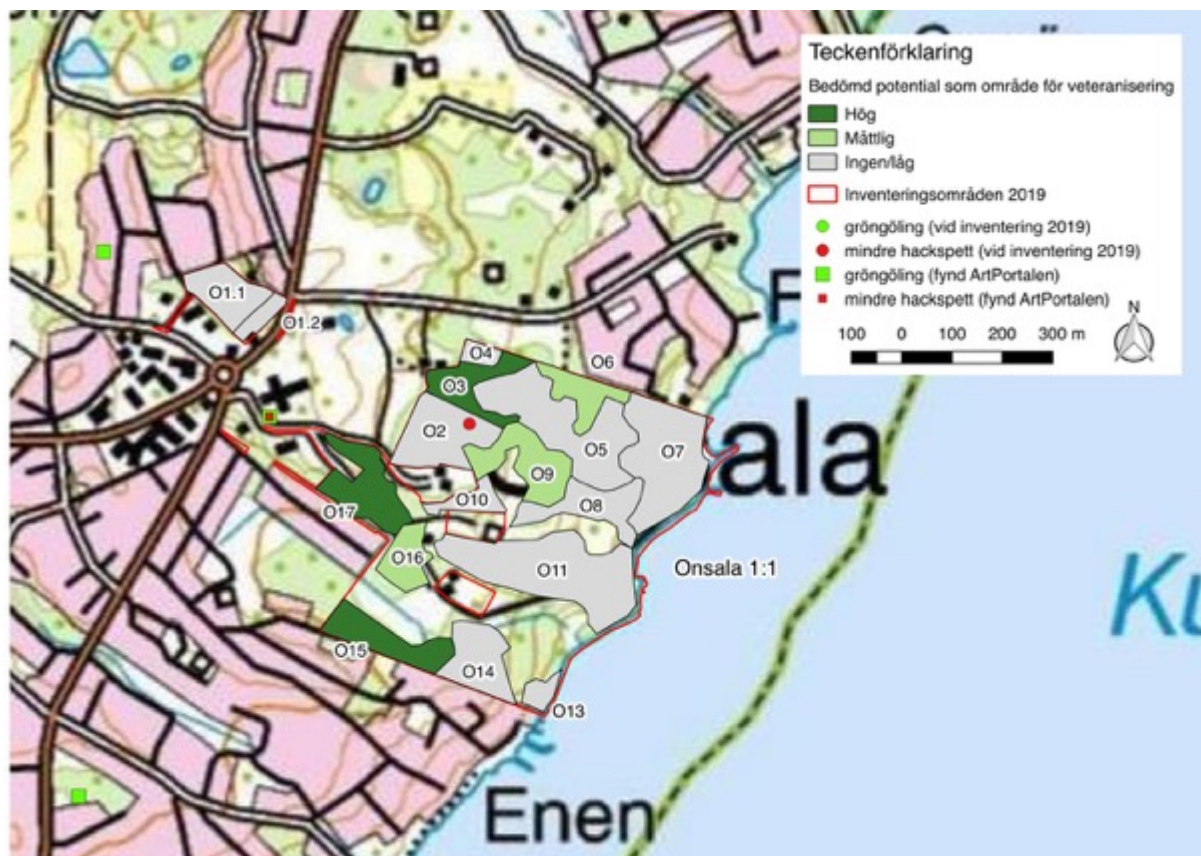 Teckenförklaring
Bedömd potential som område för veteranisering
Hög
Måttlig
Ingen/låg
Inventeringsområden 2019
gröngöling (vid inventering 2019)
mindre hackspett (vid inventering 2019)
gröngöling (fynd ArtPortalen)
mindre hackspett (fynd ArtPortalen)
N
100 0 100 200 300 m
O1.1
O1.2
O4
O6
O3
O2
O5
O7
O9
O10
O8
O17
O16
O11
O15
O14
O13
Onsala 1:1
ala
Ku
Enen